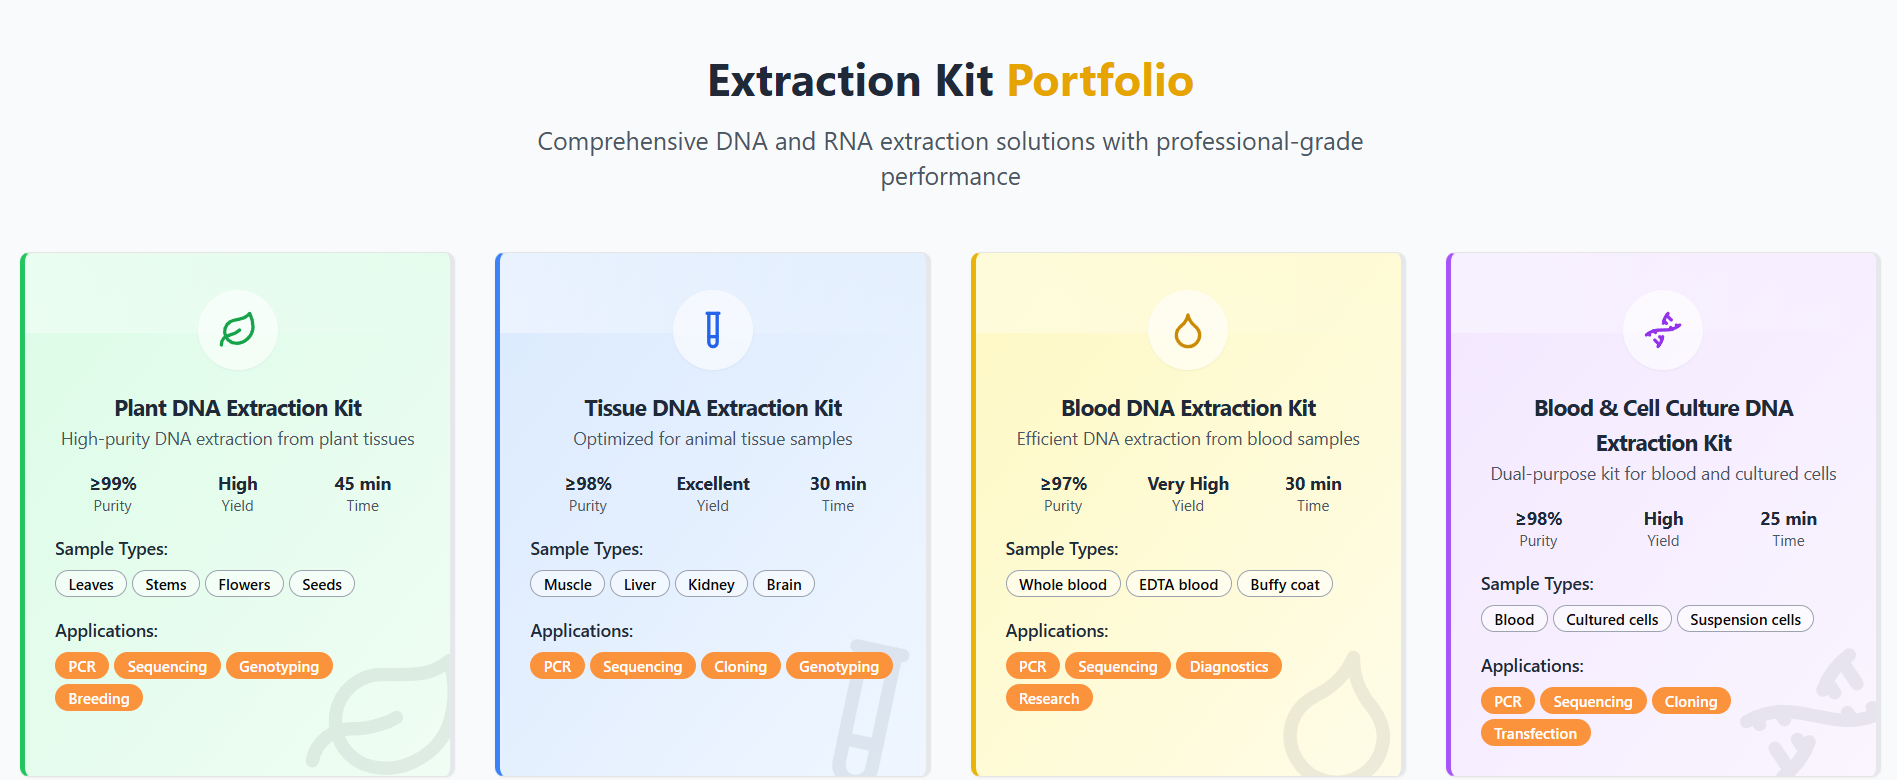 Extraction Kit Portfolio
Comprehensive DNA and RNA extraction solutions with professional-grade
performance
Plant DNA Extraction Kit
High-purity DNA extraction from plant tissues
≥99% High 45 min
Purity Yield Time
Sample Types:
Leaves Stems Flowers Seeds
Applications:
PCR Sequencing Genotyping
Breeding
Tissue DNA Extraction Kit
Optimized for animal tissue samples
≥98% Excellent 30 min
Purity Yield Time
Sample Types:
Muscle Liver Kidney Brain
Applications:
PCR Sequencing Cloning Genotyping
Blood DNA Extraction Kit
Efficient DNA extraction from blood samples
≥97% Very High 30 min
Purity Yield Time
Sample Types:
Whole blood EDTA blood Buffy coat
Applications:
PCR Sequencing Diagnostics
Research
Blood & Cell Culture DNA
Extraction Kit
Dual-purpose kit for blood and cultured cells
≥98% High 25 min
Purity Yield Time
Sample Types:
Blood Cultured cells Suspension cells
Applications:
PCR Sequencing Cloning
Transfection